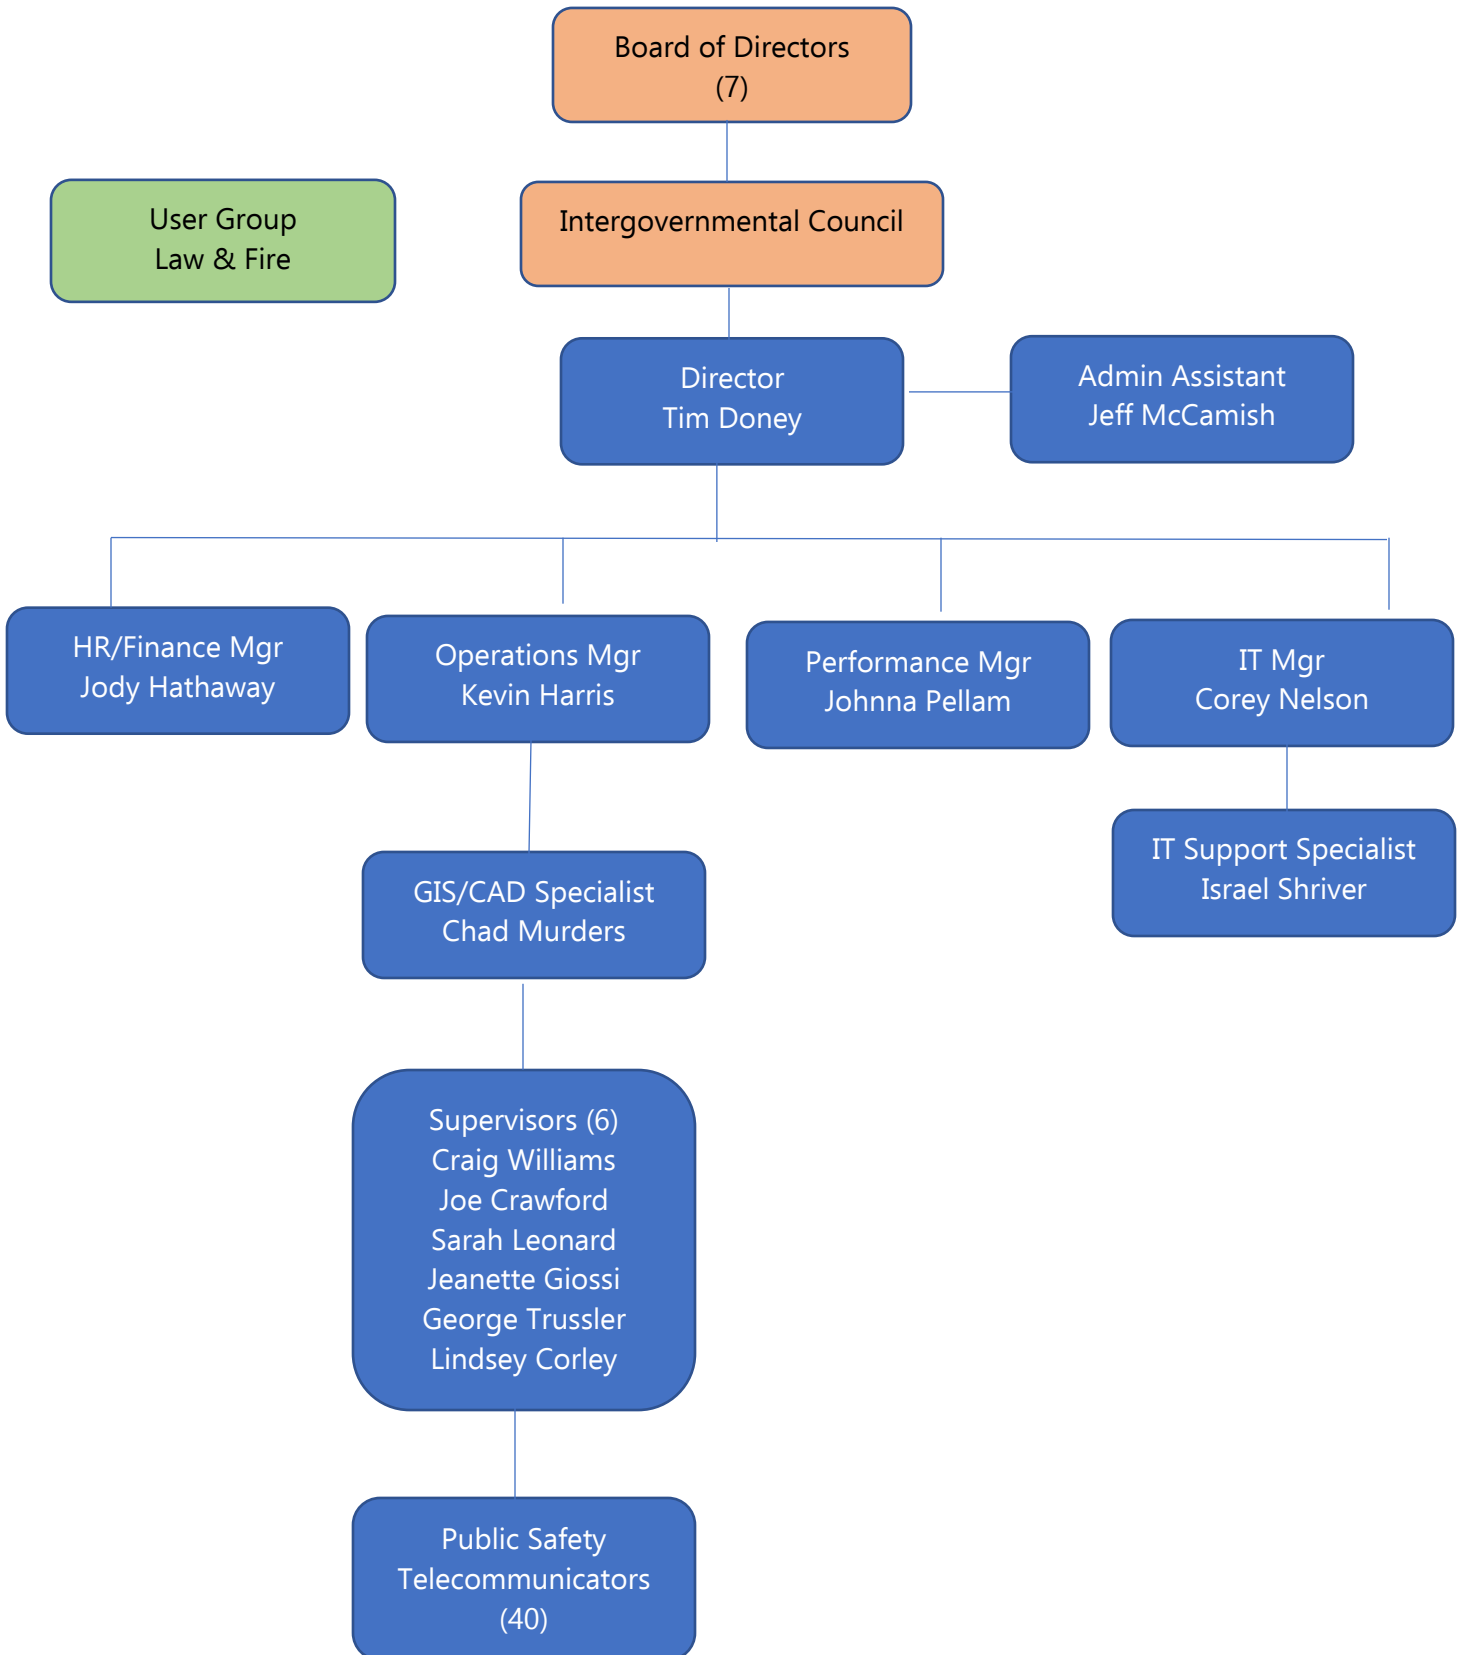 Board of Directors
(7)
User Group
Law & Fire
Intergovernmental Council
Director
Tim Doney
Admin Assistant
Jeff McCamish
HR/Finance Mgr
Jody Hathaway
Operations Mgr
Kevin Harris
Performance Mgr
Johnna Pellam
IT Mgr
Corey Nelson
IT Support Specialist
Israel Shriver
GIS/CAD Specialist
Chad Murders
Supervisors (6)
Craig Williams
Joe Crawford
Sarah Leonard
Jeanette Giossi
George Trussler
Lindsey Corley
Public Safety
Telecommunicators
(40)